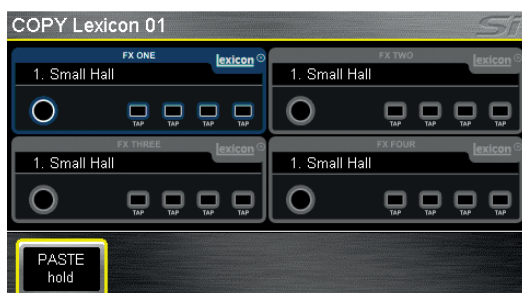 COPY Lexicon 01
Si
FX ONE
lexicon
1. Small Hall
TAP TAP TAP TAP
FX TWO
lexicon
1. Small Hall
TAP TAP TAP TAP
FX THREE
lexicon
1. Small Hall
TAP TAP TAP TAP
FX FOUR
lexicon
1. Small Hall
TAP TAP TAP TAP
PASTE
hold